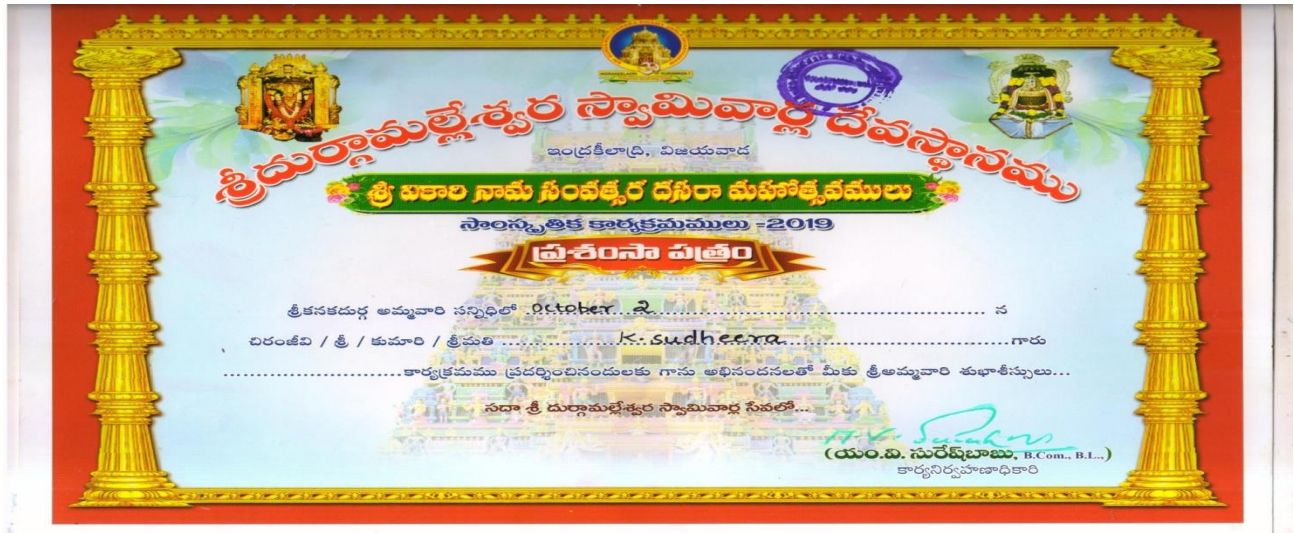 శ్రీదుర్గామల్లేశ్వర స్వామివార్ల దేవస్థానము
ఇంద్రకీలాద్రి, విజయవాడ
శ్రీ వికారి నామ సంవత్సర దసరా మహోత్సవములు
సాంస్కృతిక కార్యక్రమములు -2019
ప్రశంసా పత్రం
శ్రీకనకదుర్గ అమ్మవారి సన్నిధిలో October 2 న
చిరంజీవి / శ్రీ / కుమారి / శ్రీమతి K. Sudheera గారు
కార్యక్రమము ప్రదర్శించినందులకు గాను అభినందనలతో మీకు శ్రీఅమ్మవారి శుభాశీస్సులు...
సదా శ్రీ దుర్గామల్లేశ్వర స్వామివార్ల సేవలో...
(యం.వి. సురేష్‌బాబు, B.Com., B.L.,)
కార్యనిర్వహణాధికారి